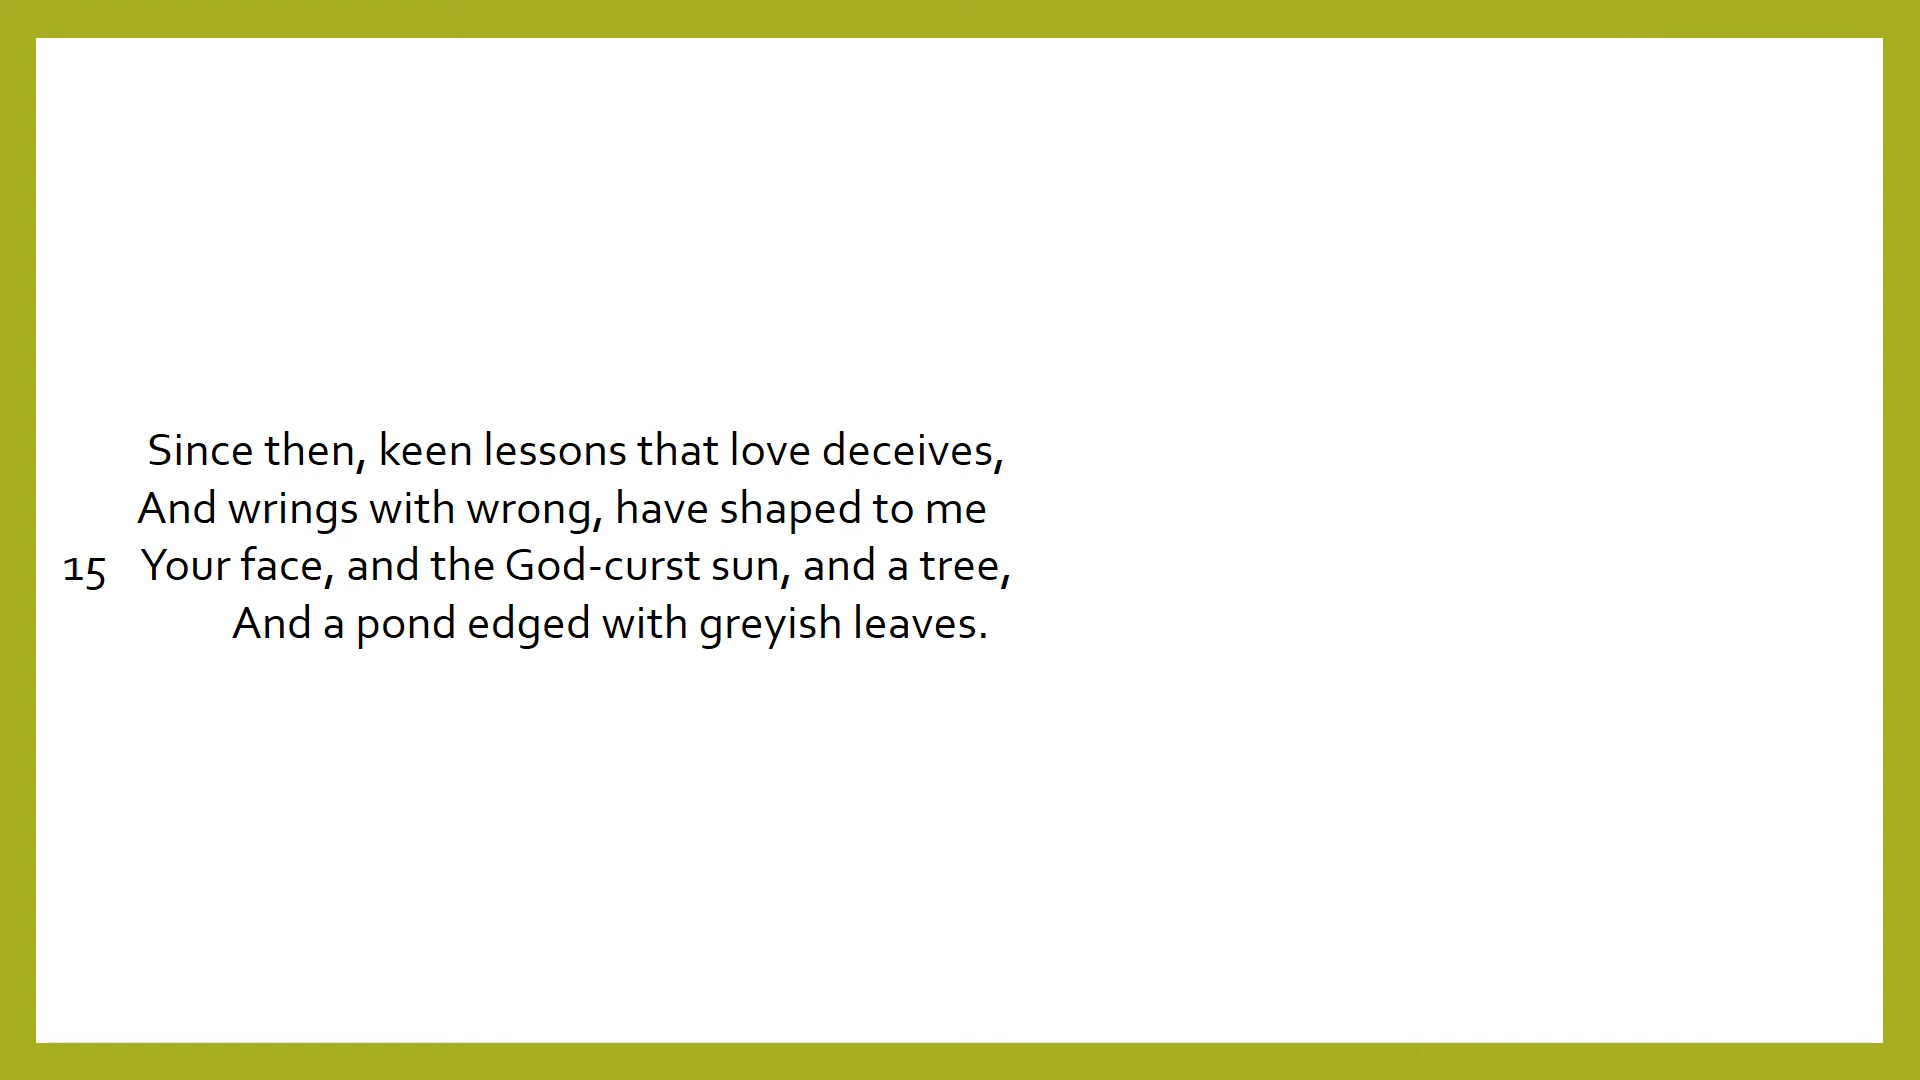 Since then, keen lessons that love deceives,
And wrings with wrong, have shaped to me
15 Your face, and the God-curst sun, and a tree,
And a pond edged with greyish leaves.